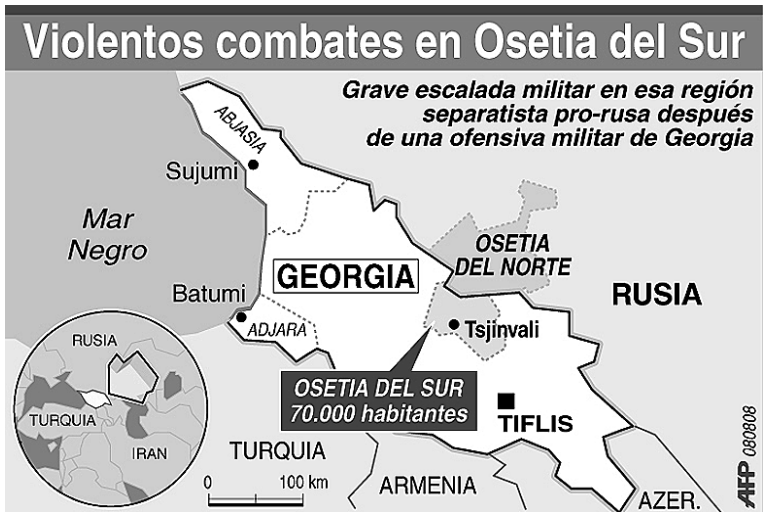 Violentos combates en Osetia del Sur
Grave escalada militar en esa región
separatista pro-rusa después
de una ofensiva militar de Georgia
ABJASIA
Sujumi
Mar
Negro
OSETIA
DEL NORTE
GEORGIA
RUSIA
Batumi
ADJARA
Tsjinvali
RUSIA
TURQUIA
IRAN
OSETIA DEL SUR
70.000 habitantes
TIFLIS
TURQUIA
0 100 km
ARMENIA
AZER.
AFP 080808